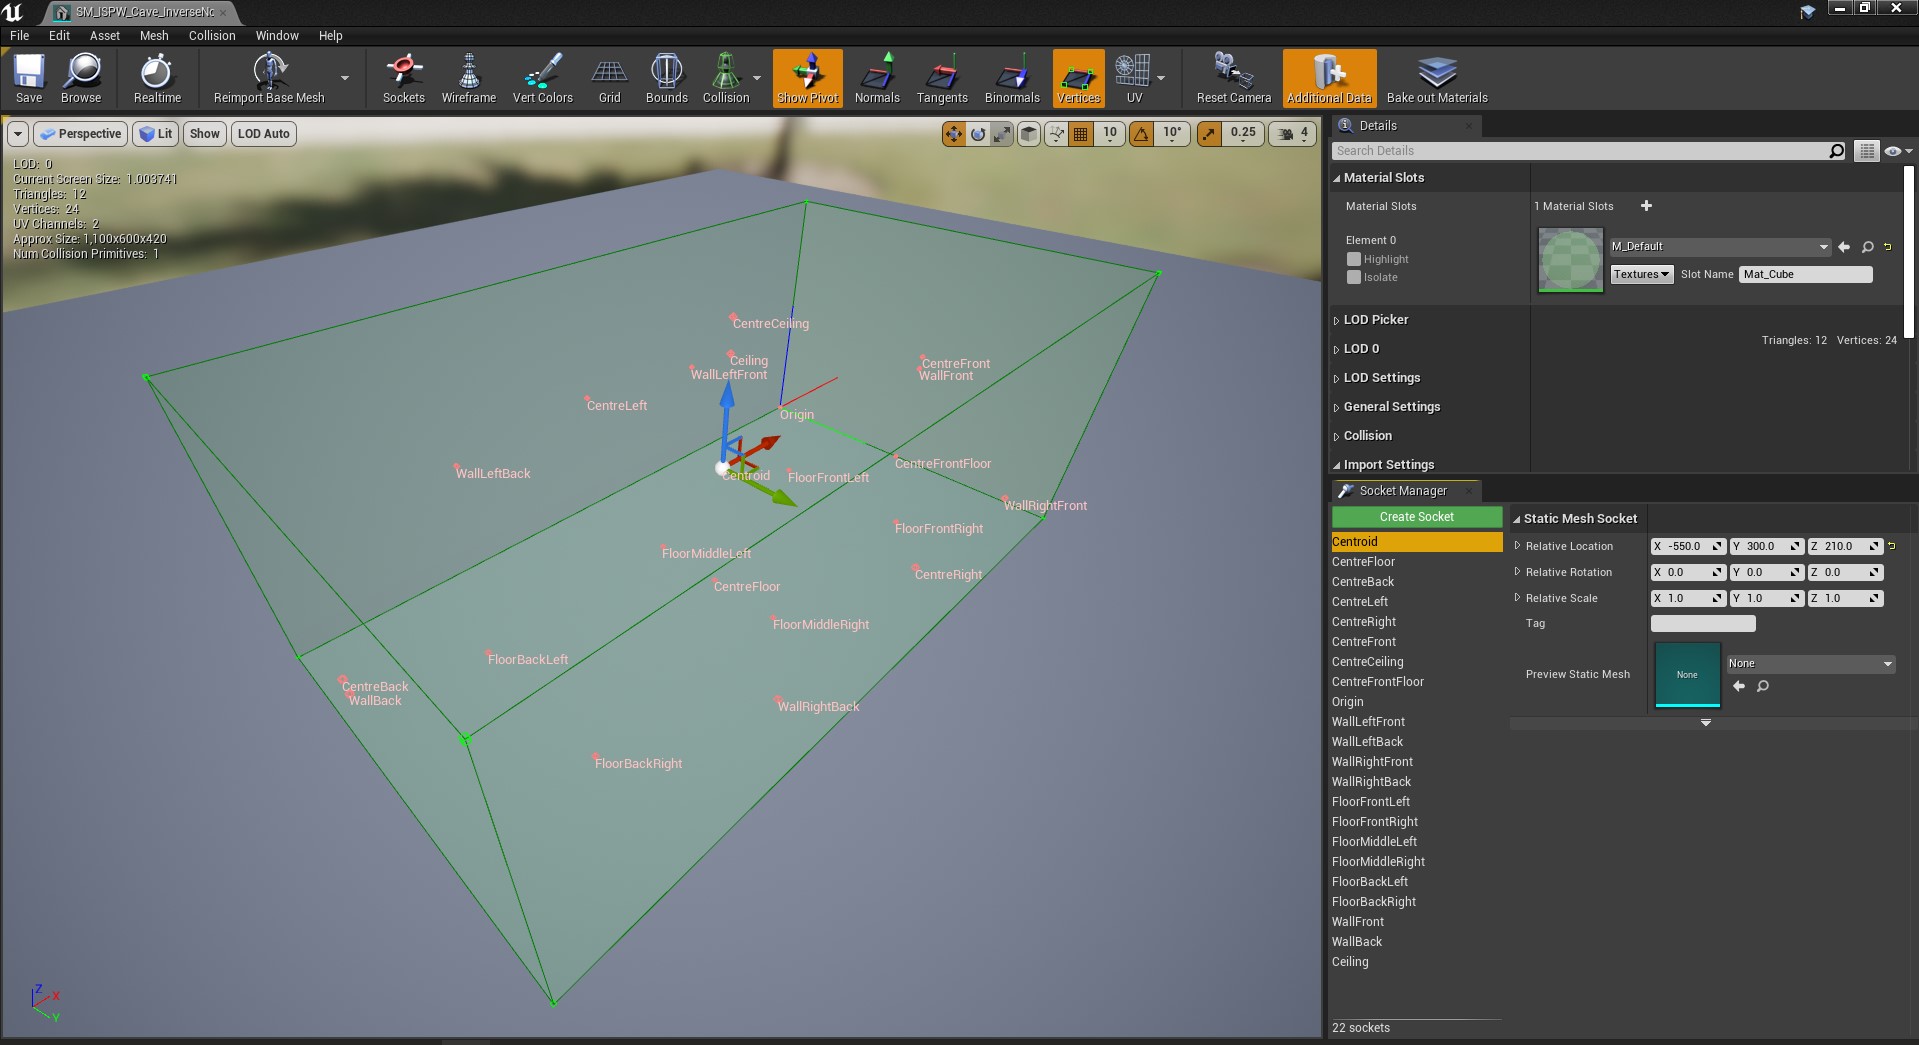 SM_ISPW_Cave_InverseNo
File Edit Asset Mesh Collision Window Help
Save Browse Realtime Reimport Base Mesh Sockets Wireframe Vert Colors Grid Bounds Collision Show Pivot Normals Tangents Binormals Vertices UV Reset Camera Additional Data Bake out Materials
Perspective Lit Show LOD Auto 10 10° 0.25 4
LOD: 0
Current Screen Size: 1.003741
Triangles: 12
Vertices: 24
UV Channels: 2
Approx Size: 1,100x600x420
Num Collision Primitives: 1
CentreCeiling
Ceiling
WallLeftFront
CentreFront
WallFront
CentreLeft
Origin
WallLeftBack
Centroid
FloorFrontLeft
CentreFrontFloor
WallRightFront
FloorFrontRight
FloorMiddleLeft
CentreRight
CentreFloor
FloorMiddleRight
FloorBackLeft
CentreBack
WallBack
WallRightBack
FloorBackRight
Z
X
Y
Details
Search Details
Material Slots
Material Slots 1 Material Slots
Element 0
Highlight
Isolate
M_Default
Textures Slot Name Mat_Cube
LOD Picker
LOD 0
Triangles: 12 Vertices: 24
LOD Settings
General Settings
Collision
Import Settings
Socket Manager
Create Socket
Centroid
CentreFloor
CentreBack
CentreLeft
CentreRight
CentreFront
CentreCeiling
CentreFrontFloor
Origin
WallLeftFront
WallLeftBack
WallRightFront
WallRightBack
FloorFrontLeft
FloorFrontRight
FloorMiddleLeft
FloorMiddleRight
FloorBackLeft
FloorBackRight
WallFront
WallBack
Ceiling
22 sockets
Static Mesh Socket
Relative Location X -550.0 Y 300.0 Z 210.0
Relative Rotation X 0.0 Y 0.0 Z 0.0
Relative Scale X 1.0 Y 1.0 Z 1.0
Tag
Preview Static Mesh None None